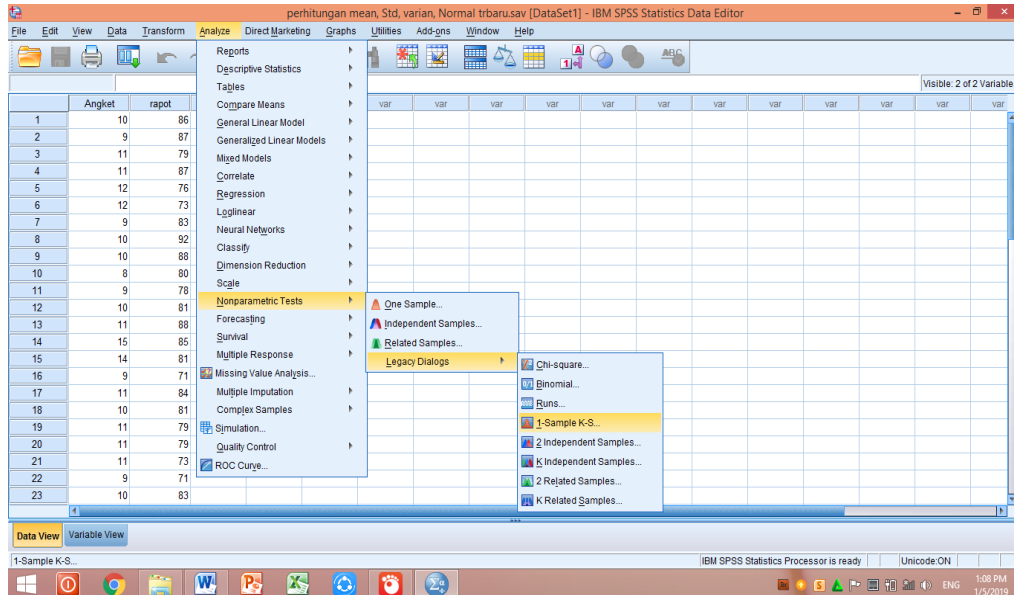 perhitungan mean, Std, varian, Normal trbaru.sav [DataSet1] - IBM SPSS Statistics Data Editor
File Edit View Data Transform Analyze Direct Marketing Graphs Utilities Add-ons Window Help
Visible: 2 of 2 Variable
Angket rapot var var var var var var var var var var var var
1 10 86
2 9 87
3 11 79
4 11 87
5 12 76
6 12 73
7 9 83
8 10 92
9 10 88
10 8 80
11 9 78
12 10 81
13 11 88
14 15 85
15 14 81
16 9 71
17 11 84
18 10 81
19 11 79
20 11 79
21 11 73
22 9 71
23 10 83
Reports
Descriptive Statistics
Tables
Compare Means
General Linear Model
Generalized Linear Models
Mixed Models
Correlate
Regression
Loglinear
Neural Networks
Classify
Dimension Reduction
Scale
Nonparametric Tests
Forecasting
Survival
Multiple Response
Missing Value Analysis...
Multiple Imputation
Complex Samples
Simulation...
Quality Control
ROC Curve...
One Sample...
Independent Samples...
Related Samples...
Legacy Dialogs
Chi-square...
Binomial...
Runs...
1-Sample K-S...
2 Independent Samples...
K Independent Samples...
2 Related Samples...
K Related Samples...
Data View Variable View
1-Sample K-S... IBM SPSS Statistics Processor is ready Unicode:ON
ENG 1:08 PM
1/5/2019